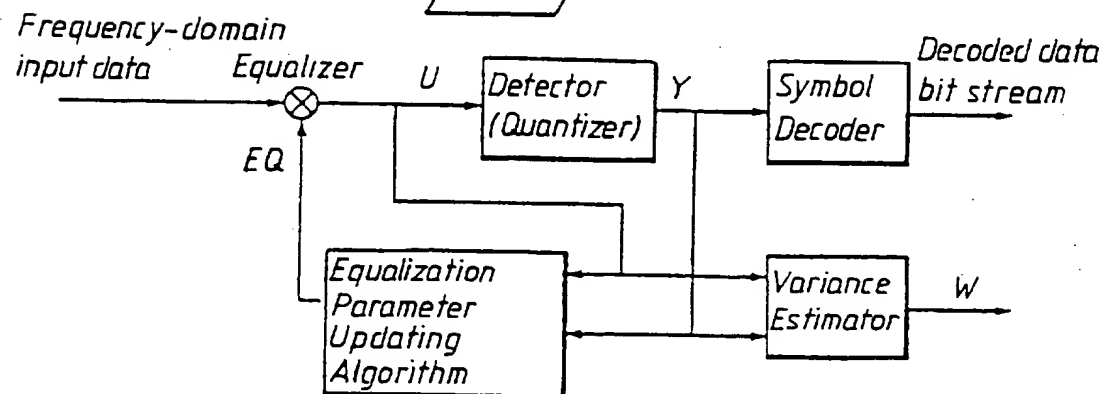 Frequency-domain
input data
Equalizer
U
Detector
(Quantizer)
Y
Symbol
Decoder
Decoded data
bit stream
EQ
Equalization
Parameter
Updating
Algorithm
Variance
Estimator
W